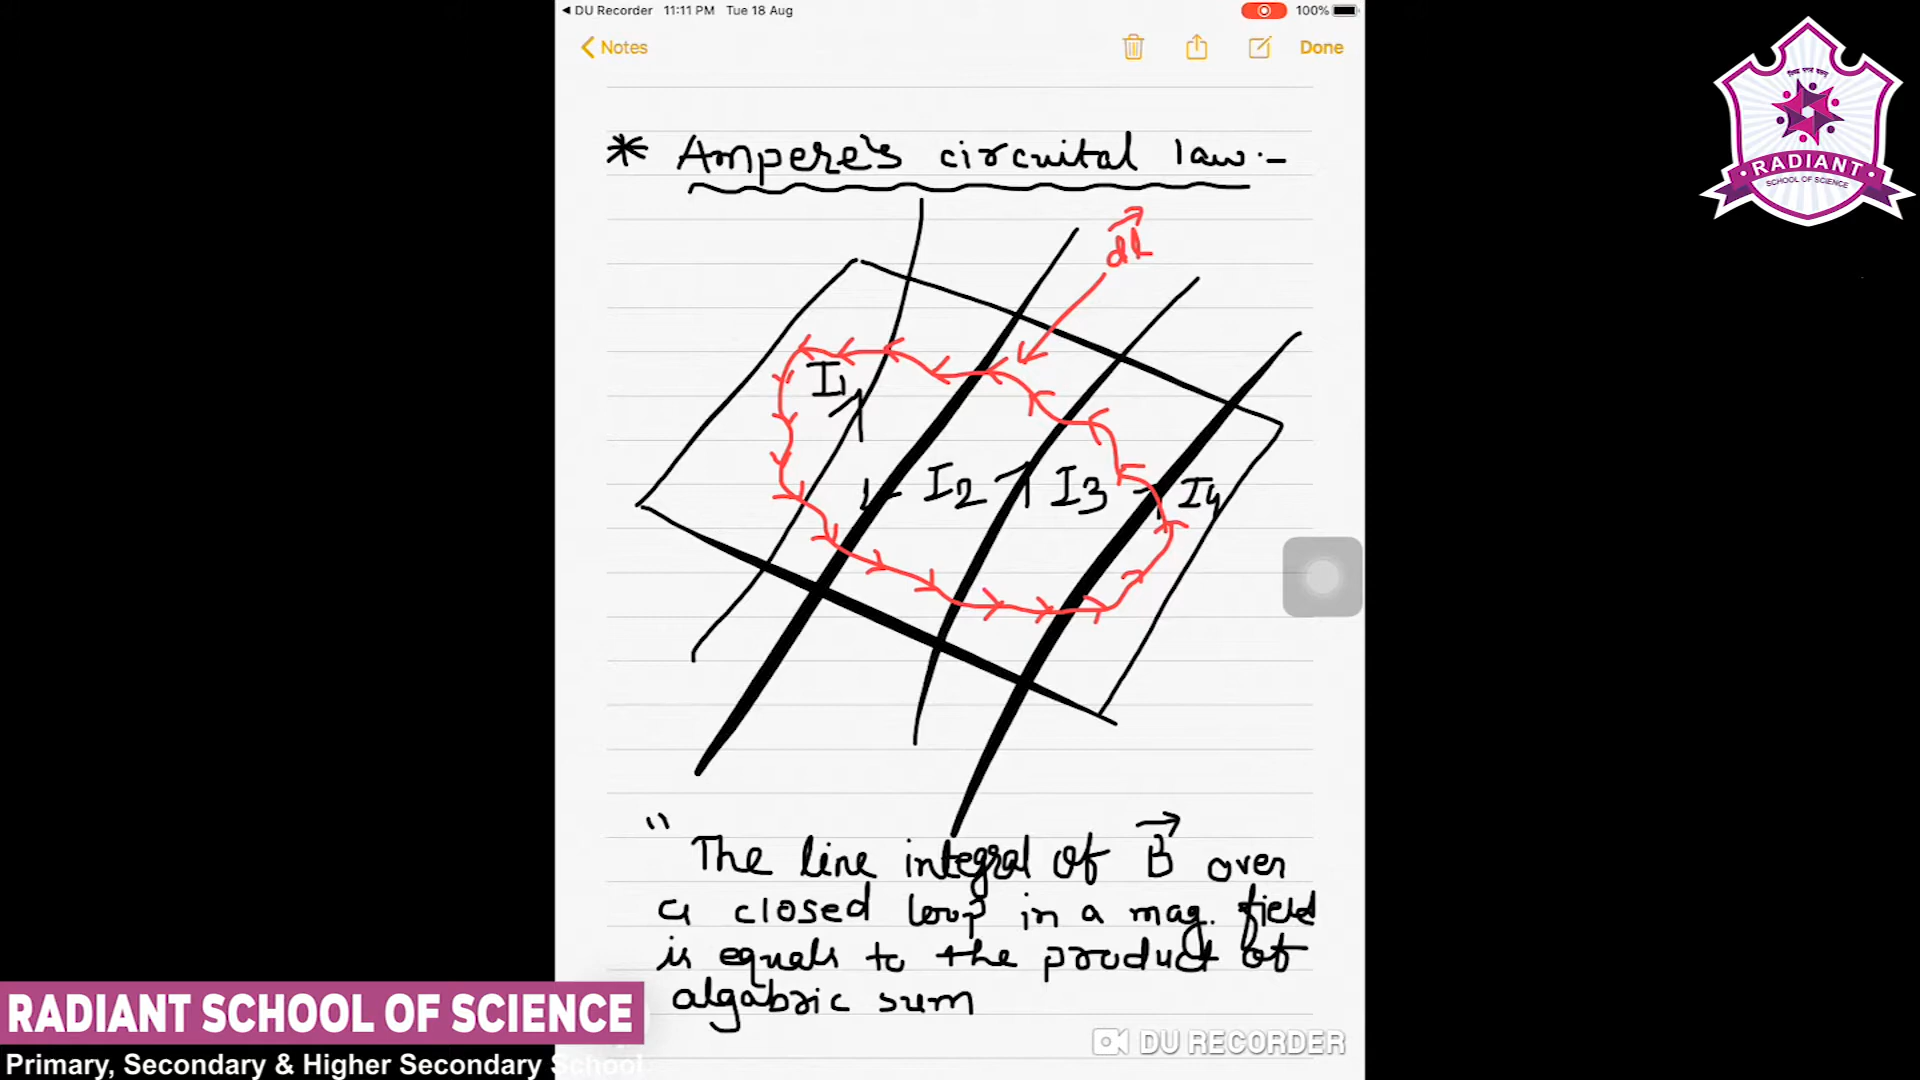 DU Recorder 11:11 PM Tue 18 Aug 100%
Notes Done
* Ampere's circuital law :-
dl
I1
I2 I3 I4
" The line integral of B over
a closed loop in a mag. field
is equals to the product of
algabric sum
RADIANT
SCHOOL OF SCIENCE
RADIANT SCHOOL OF SCIENCE
Primary, Secondary & Higher Secondary School
DU RECORDER